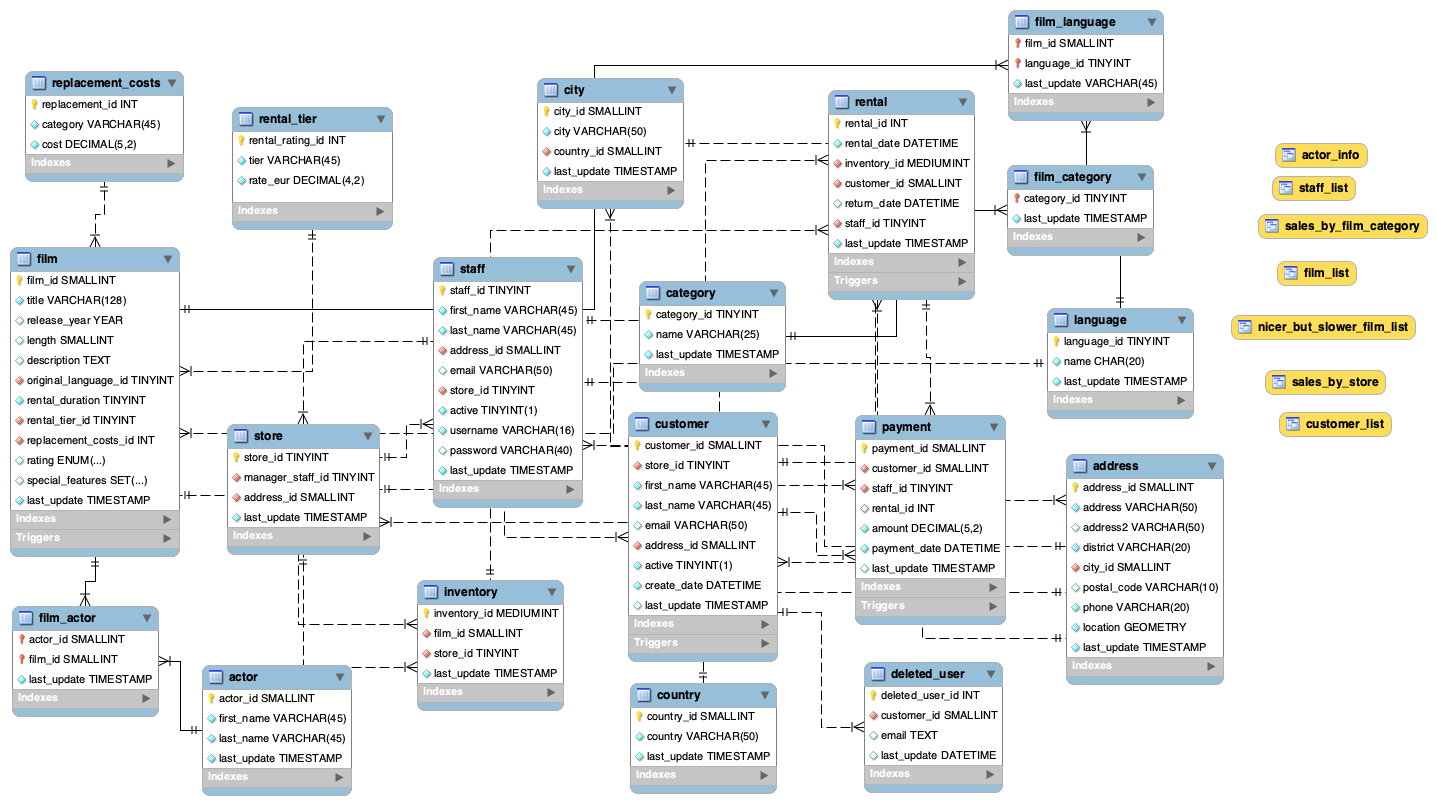 film_language
film_id SMALLINT
language_id TINYINT
last_update VARCHAR(45)
Indexes
replacement_costs
replacement_id INT
category VARCHAR(45)
cost DECIMAL(5,2)
Indexes
rental_tier
rental_rating_id INT
tier VARCHAR(45)
rate_eur DECIMAL(4,2)
Indexes
city
city_id SMALLINT
city VARCHAR(50)
country_id SMALLINT
last_update TIMESTAMP
Indexes
rental
rental_id INT
rental_date DATETIME
inventory_id MEDIUMINT
customer_id SMALLINT
return_date DATETIME
staff_id TINYINT
last_update TIMESTAMP
Indexes
Triggers
film_category
category_id TINYINT
last_update TIMESTAMP
Indexes
actor_info
staff_list
sales_by_film_category
film_list
nicer_but_slower_film_list
sales_by_store
customer_list
film
film_id SMALLINT
title VARCHAR(128)
release_year YEAR
length SMALLINT
description TEXT
original_language_id TINYINT
rental_duration TINYINT
rental_tier_id TINYINT
replacement_costs_id INT
rating ENUM(...)
special_features SET(...)
last_update TIMESTAMP
Indexes
Triggers
staff
staff_id TINYINT
first_name VARCHAR(45)
last_name VARCHAR(45)
address_id SMALLINT
email VARCHAR(50)
store_id TINYINT
active TINYINT(1)
username VARCHAR(16)
password VARCHAR(40)
last_update TIMESTAMP
Indexes
category
category_id TINYINT
name VARCHAR(25)
last_update TIMESTAMP
Indexes
language
language_id TINYINT
name CHAR(20)
last_update TIMESTAMP
Indexes
store
store_id TINYINT
manager_staff_id TINYINT
address_id SMALLINT
last_update TIMESTAMP
Indexes
customer
customer_id SMALLINT
store_id TINYINT
first_name VARCHAR(45)
last_name VARCHAR(45)
email VARCHAR(50)
address_id SMALLINT
active TINYINT(1)
create_date DATETIME
last_update TIMESTAMP
Indexes
Triggers
payment
payment_id SMALLINT
customer_id SMALLINT
staff_id TINYINT
rental_id INT
amount DECIMAL(5,2)
payment_date DATETIME
last_update TIMESTAMP
Indexes
Triggers
address
address_id SMALLINT
address VARCHAR(50)
address2 VARCHAR(50)
district VARCHAR(20)
city_id SMALLINT
postal_code VARCHAR(10)
phone VARCHAR(20)
location GEOMETRY
last_update TIMESTAMP
Indexes
film_actor
actor_id SMALLINT
film_id SMALLINT
last_update TIMESTAMP
Indexes
actor
actor_id SMALLINT
first_name VARCHAR(45)
last_name VARCHAR(45)
last_update TIMESTAMP
Indexes
inventory
inventory_id MEDIUMINT
film_id SMALLINT
store_id TINYINT
last_update TIMESTAMP
Indexes
country
country_id SMALLINT
country VARCHAR(50)
last_update TIMESTAMP
Indexes
deleted_user
deleted_user_id INT
customer_id SMALLINT
email TEXT
last_update DATETIME
Indexes